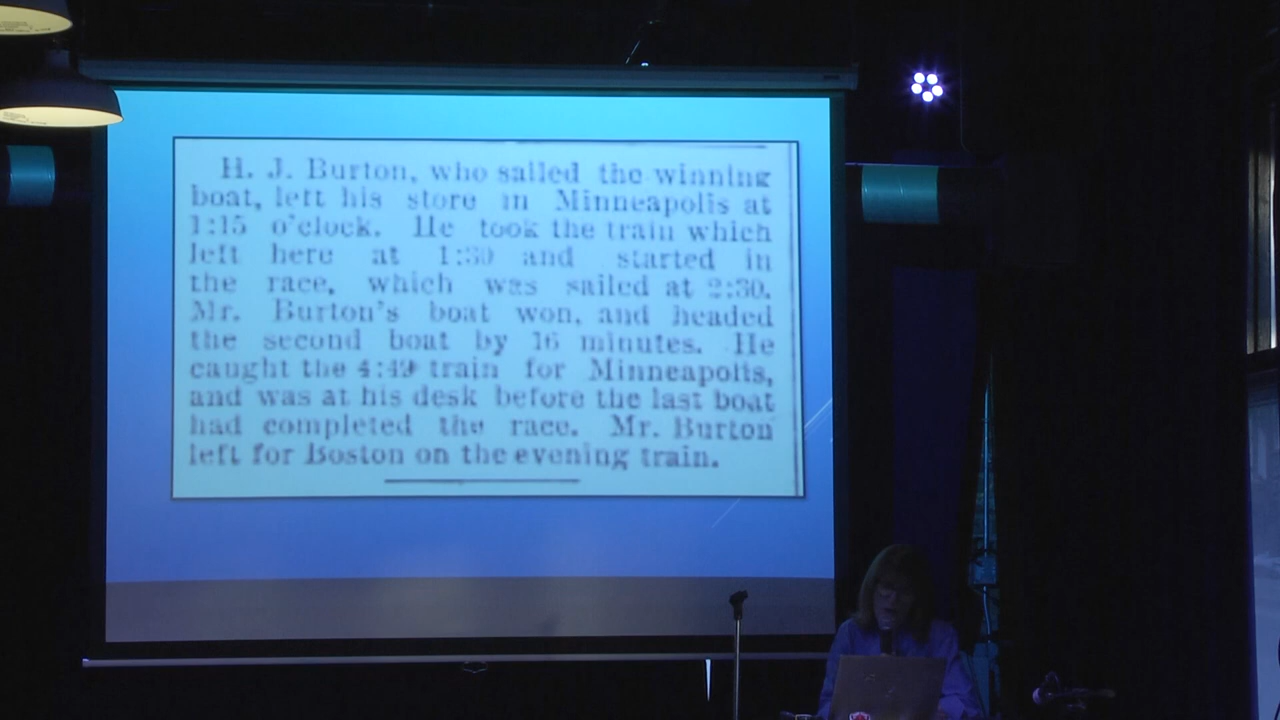 H. J. Burton, who sailed the winning
boat, left his store in Minneapolis at
1:15 o'clock. He took the train which
left here at 1:30 and started in
the race, which was sailed at 2:30.
Mr. Burton's boat won, and headed
the second boat by 16 minutes. He
caught the 4:49 train for Minneapolis,
and was at his desk before the last boat
had completed the race. Mr. Burton
left for Boston on the evening train.